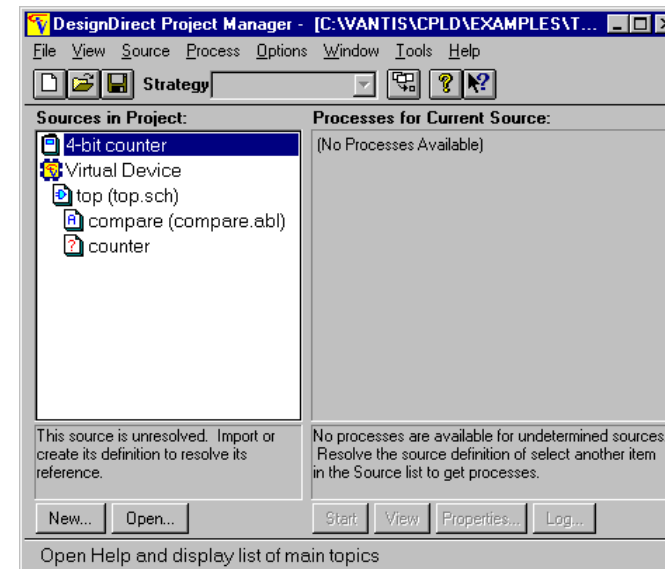 DesignDirect Project Manager - [C:\VANTIS\CPLD\EXAMPLES\T...
File View Source Process Options Window Tools Help
Strategy
Sources in Project:
4-bit counter
Virtual Device
top (top.sch)
compare (compare.abl)
counter
This source is unresolved. Import or
create its definition to resolve its
reference.
New... Open...
Processes for Current Source:
(No Processes Available)
No processes are available for undetermined sources
Resolve the source definition of select another item
in the Source list to get processes.
Start View Properties... Log...
Open Help and display list of main topics